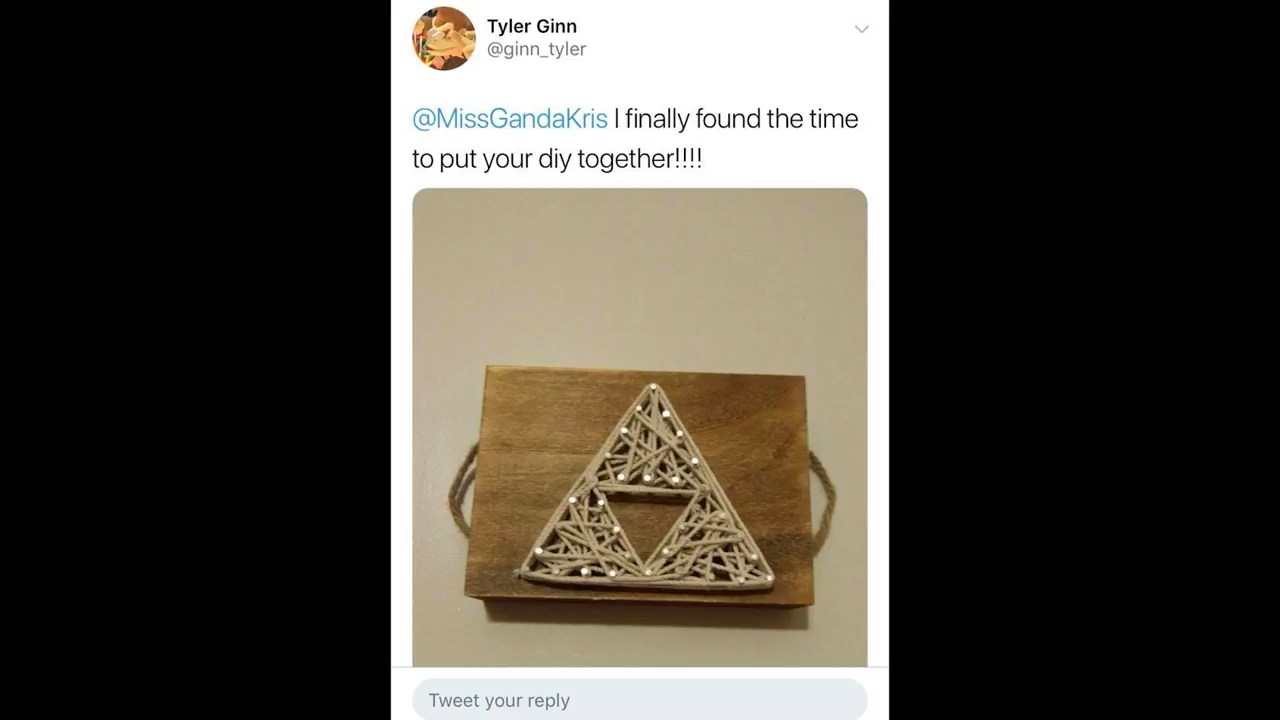 Tyler Ginn
@ginn_tyler
@MissGandaKris I finally found the time
to put your diy together!!!!
Tweet your reply